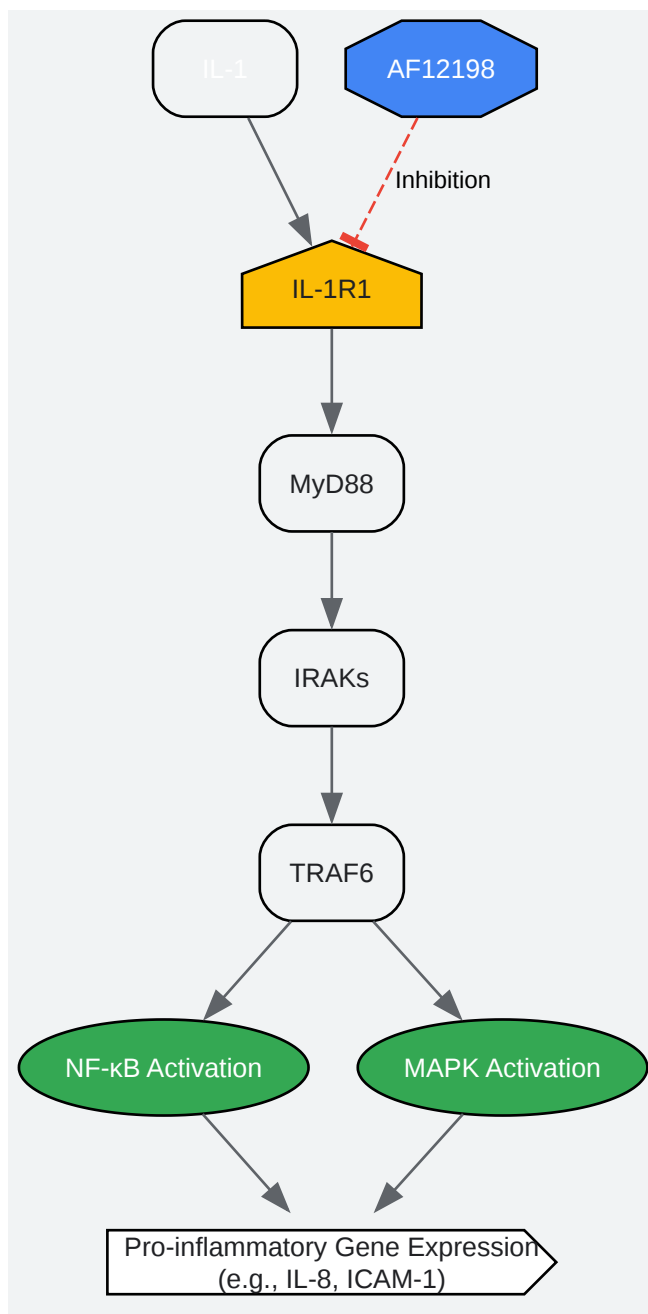 IL-1
AF12198
Inhibition
IL-1R1
MyD88
IRAKs
TRAF6
NF-κB Activation
MAPK Activation
Pro-inflammatory Gene Expression
(e.g., IL-8, ICAM-1)